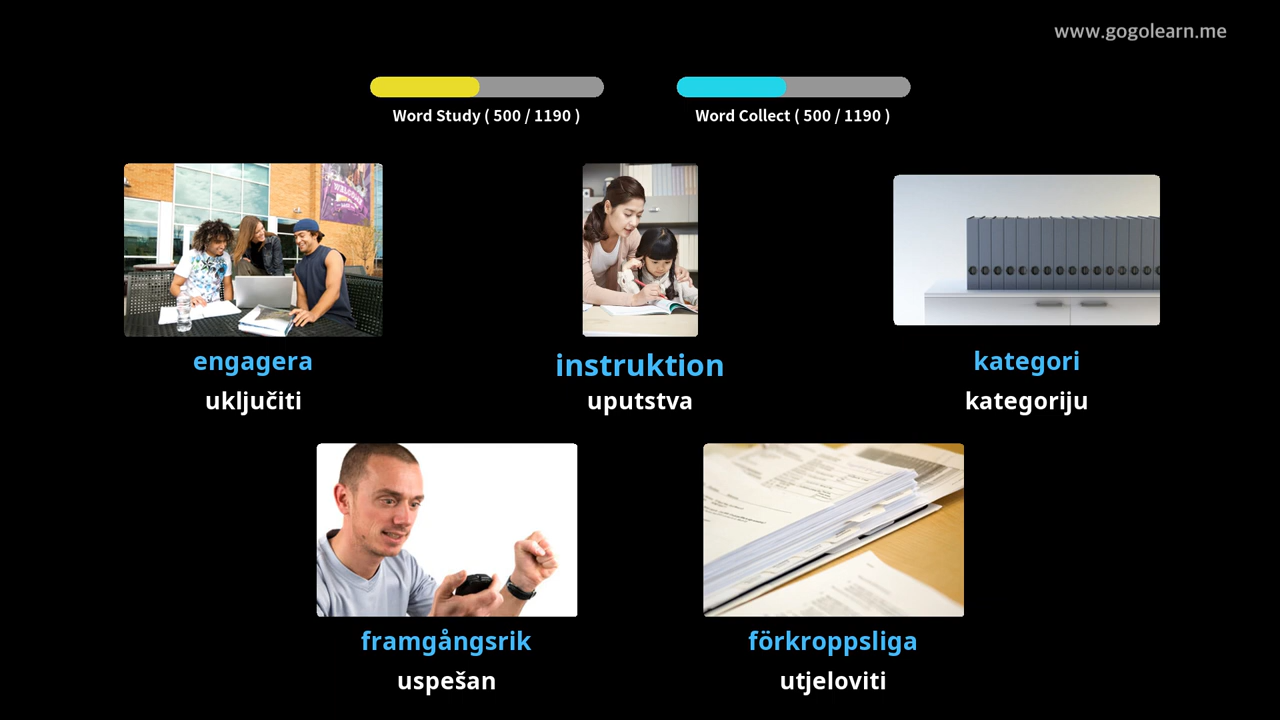 www.gogolearn.me
Word Study ( 500 / 1190 )
Word Collect ( 500 / 1190 )
WELCOME
engagera
instruktion
kategori
uključiti
uputstva
kategoriju
framgångsrik
förkroppsliga
uspešan
utjeloviti